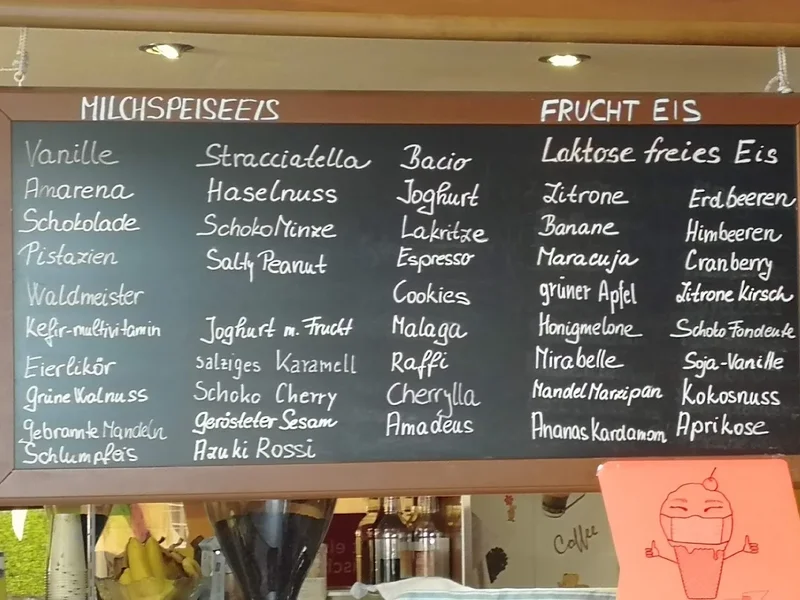 MILCHSPEISEEIS
Vanille
Amarena
Schokolade
Pistazien
Waldmeister
Kefir-multivitamin
Eierlikör
grüne Walnuss
gebrannte Mandeln
Schlumpfeis
Stracciatella
Haselnuss
SchokoMinze
Salty Peanut
Joghurt m. Frucht
salziges Karamell
Schoko Cherry
gerösteter Sesam
Azuki Rossi
Bacio
Joghurt
Lakritze
Espresso
Cookies
Malaga
Raffi
Cherrylla
Amadeus
FRUCHT EIS
Laktose freies Eis
Zitrone
Banane
Maracuja
grüner Apfel
Honigmelone
Mirabelle
Mandel Marzipan
Ananas Kardamom
Erdbeeren
Himbeeren
Cranberry
Zitrone Kirsch
Schoko Fondente
Soja-Vanille
Kokosnuss
Aprikose
Coffee